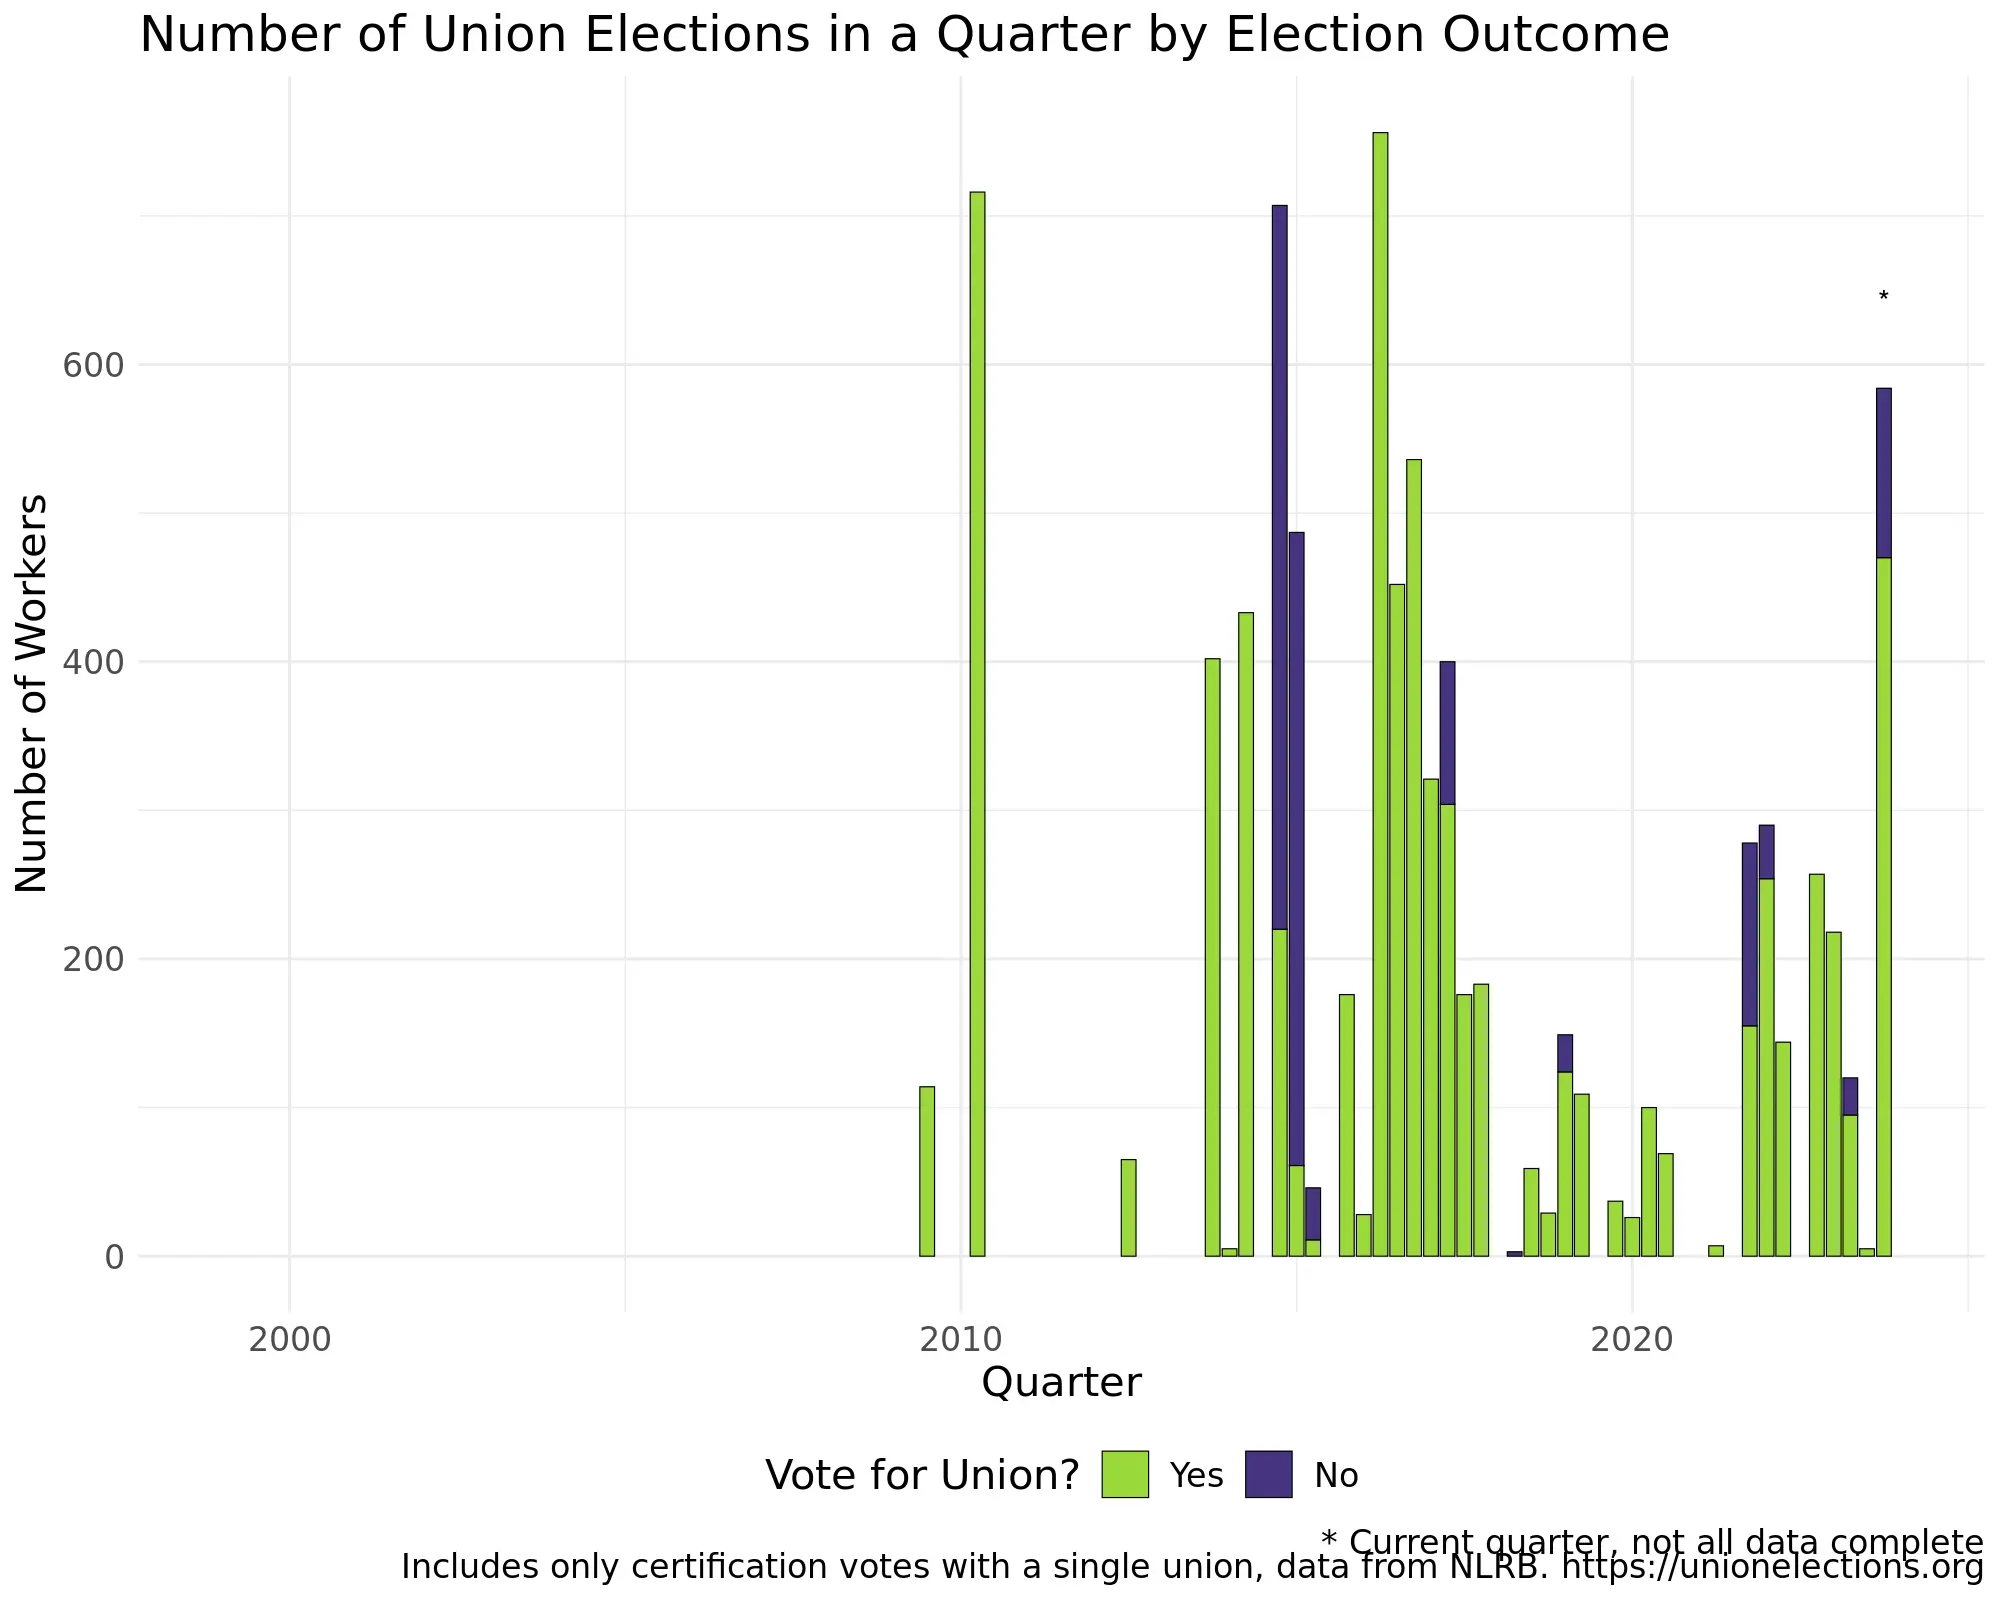 Number of Union Elections in a Quarter by Election Outcome
*
600
400
200
0
Number of Workers
2000 2010 2020
Quarter
Vote for Union? Yes No
* Current quarter, not all data complete
Includes only certification votes with a single union, data from NLRB. https://unionelections.org